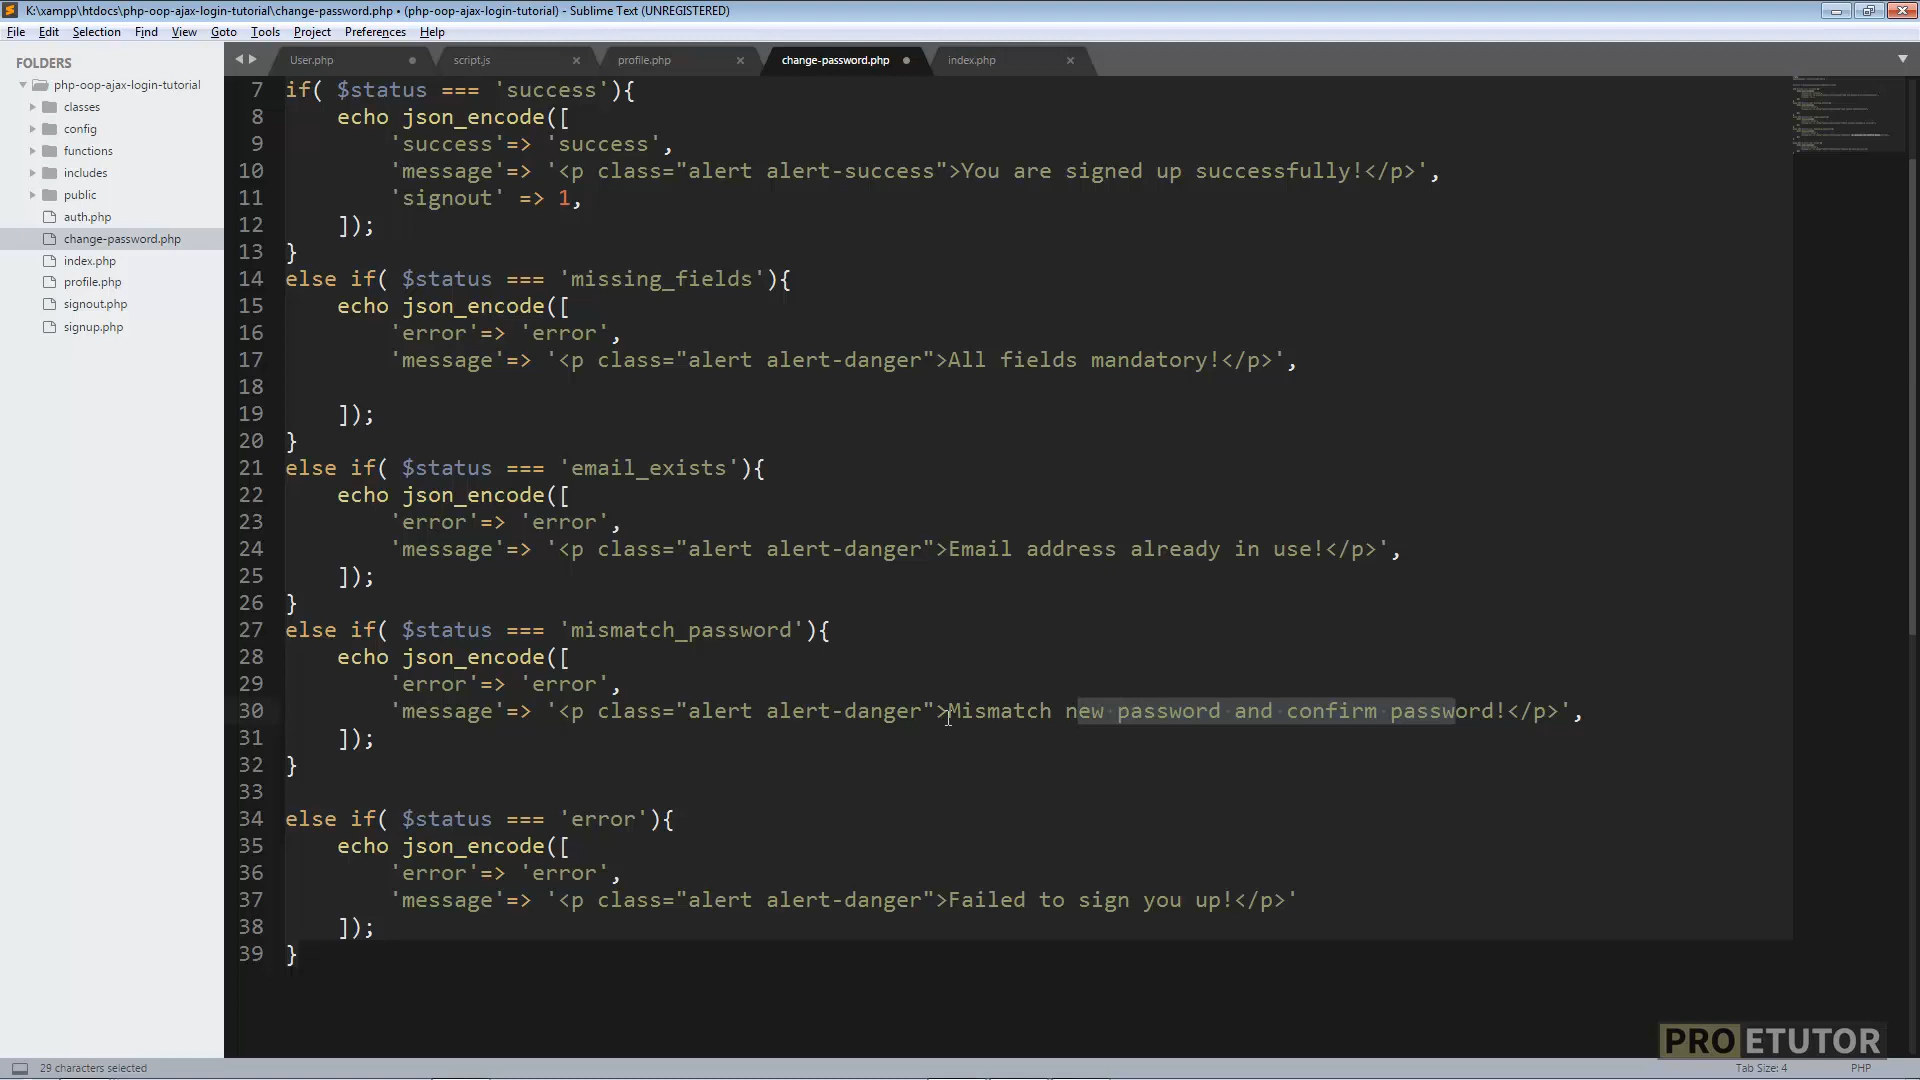 K:\xampp\htdocs\php-oop-ajax-login-tutorial\change-password.php • (php-oop-ajax-login-tutorial) - Sublime Text (UNREGISTERED)
File Edit Selection Find View Goto Tools Project Preferences Help
FOLDERS
php-oop-ajax-login-tutorial
classes
config
functions
includes
public
auth.php
change-password.php
index.php
profile.php
signout.php
signup.php
User.php script.js profile.php change-password.php index.php
7 if( $status === 'success'){
8 echo json_encode([
9 'success'=> 'success',
10 'message'=> '<p class="alert alert-success">You are signed up successfully!</p>',
11 'signout' => 1,
12 ]);
13 }
14 else if( $status === 'missing_fields'){
15 echo json_encode([
16 'error'=> 'error',
17 'message'=> '<p class="alert alert-danger">All fields mandatory!</p>',
18
19 ]);
20 }
21 else if( $status === 'email_exists'){
22 echo json_encode([
23 'error'=> 'error',
24 'message'=> '<p class="alert alert-danger">Email address already in use!</p>',
25 ]);
26 }
27 else if( $status === 'mismatch_password'){
28 echo json_encode([
29 'error'=> 'error',
30 'message'=> '<p class="alert alert-danger">Mismatch new password and confirm password!</p>',
31 ]);
32 }
33
34 else if( $status === 'error'){
35 echo json_encode([
36 'error'=> 'error',
37 'message'=> '<p class="alert alert-danger">Failed to sign you up!</p>'
38 ]);
39 }
PROETUTOR
29 characters selected
Tab Size: 4 PHP